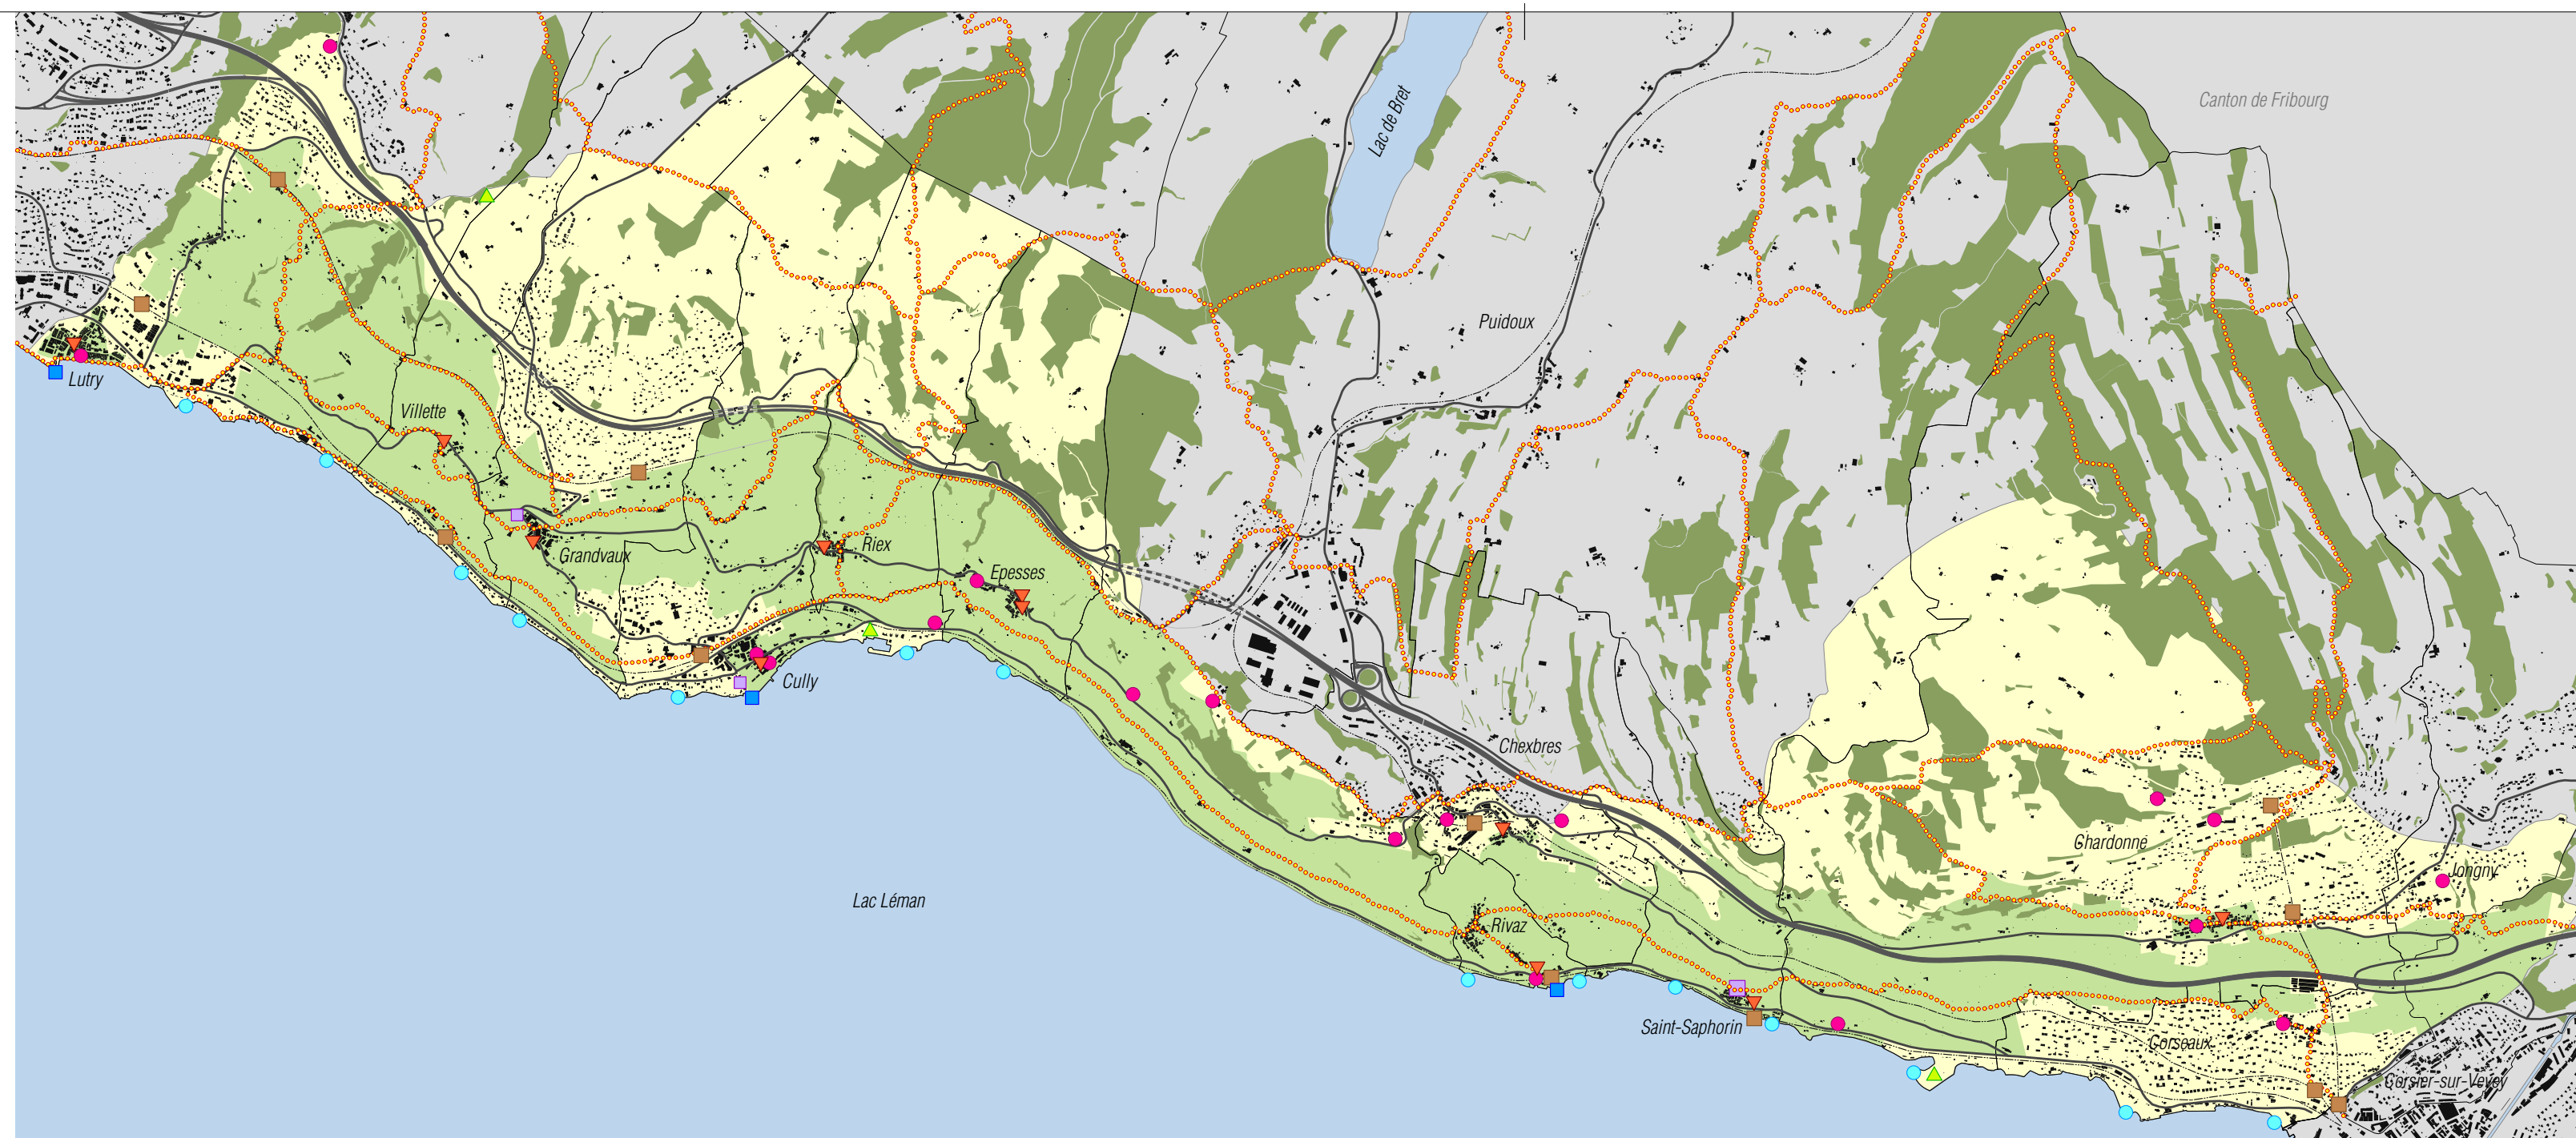 Canton de Fribourg
Lac de Bret
Puidoux
Lutry
Villette
Grandvaux
Riex
Epesses
Cully
Chexbres
Chardonne
Jongny
Lac Léman
Rivaz
Saint-Saphorin
Corseaux
Corsier-sur-Vevey